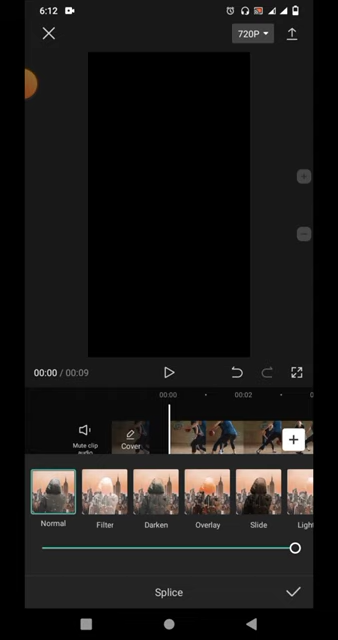 6:12
720P
00:00 / 00:09
00:00
00:02
Mute clip
audio
Cover
Normal
Filter
Darken
Overlay
Slide
Splice